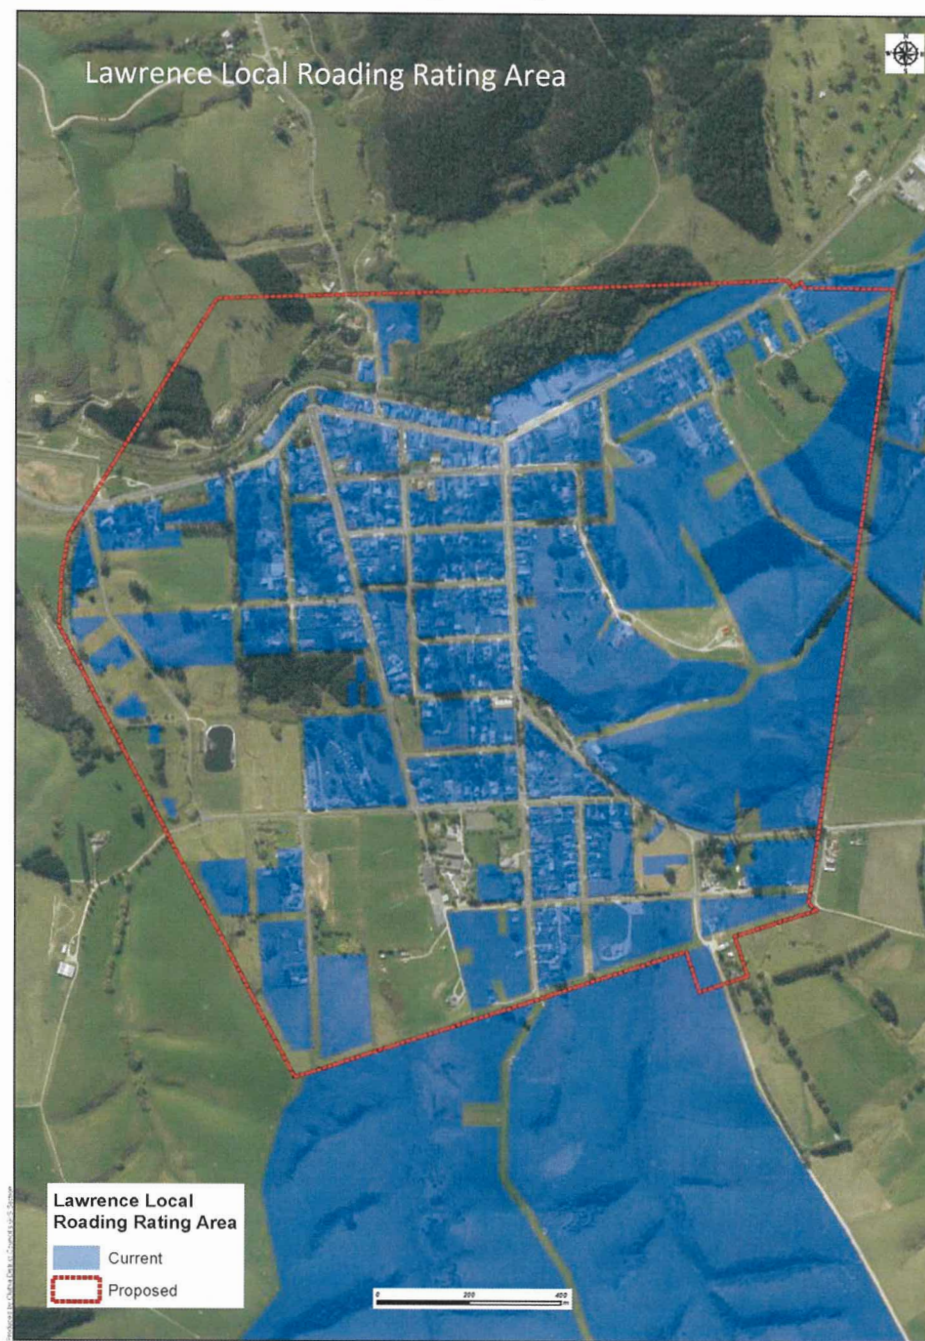 Lawrence Local Roading Rating Area
N
Lawrence Local
Roading Rating Area
Current
Proposed
0 200 400
m